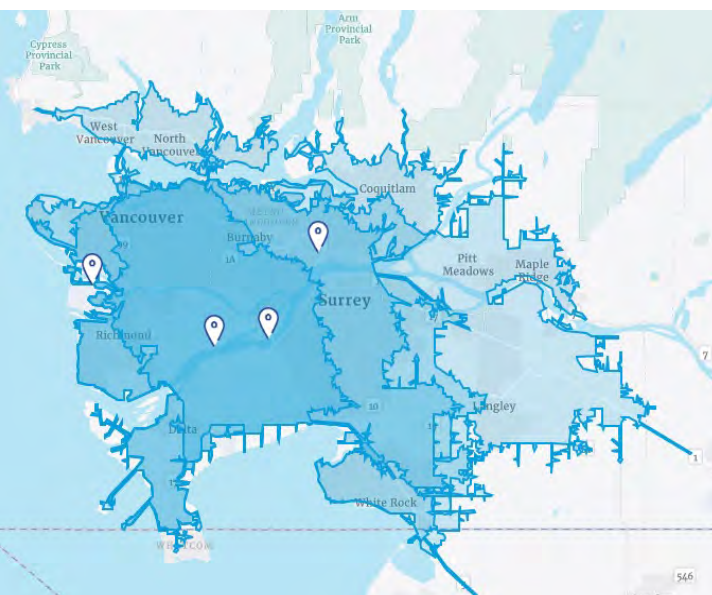 Arm
Provincial
Park
Cypress
Provincial
Park
West
Vancouver
North
Vancouver
Coquitlam
Vancouver
Burnaby
99
1A
Pitt
Meadows
Maple
Ridge
Surrey
Richmond
7
10
Langley
Delta
17
1
White Rock
546